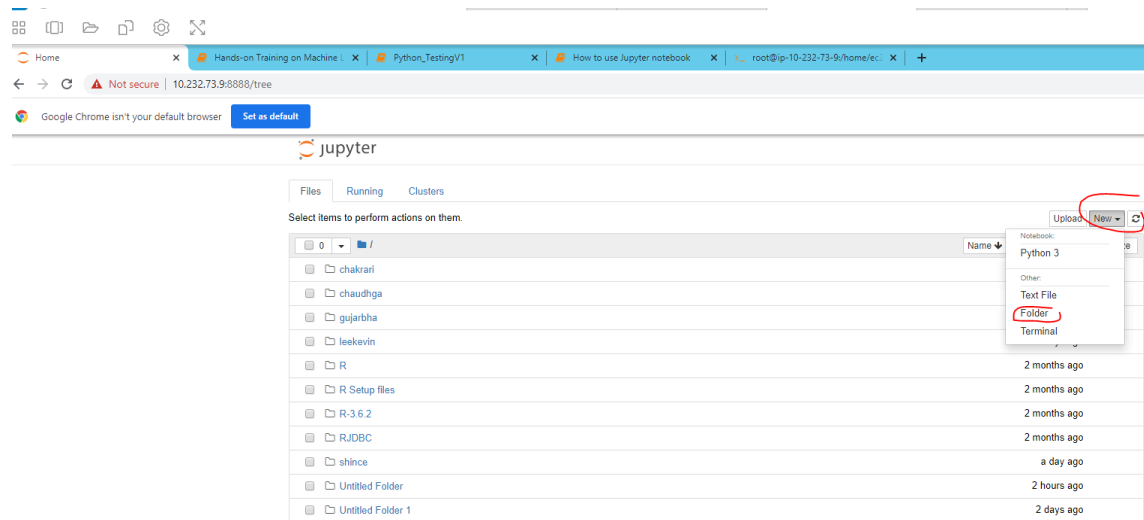 Home
Hands-on Training on Machine L
Python_TestingV1
How to use Jupyter notebook
root@ip-10-232-73-9:/home/ec
Not secure | 10.232.73.9:8888/tree
Google Chrome isn't your default browser Set as default
jupyter
Files Running Clusters
Select items to perform actions on them.
Upload New
Notebook:
0 / Name
Python 3
chakrari
Other:
chaudhga
Text File
gujarbha
Folder
leekevin
Terminal
R 2 months ago
R Setup files 2 months ago
R-3.6.2 2 months ago
RJDBC 2 months ago
shince a day ago
Untitled Folder 2 hours ago
Untitled Folder 1 2 days ago